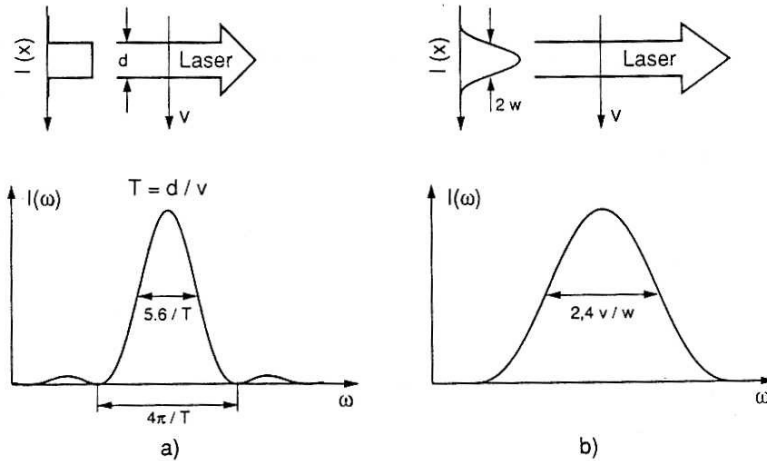 I (x)
d
Laser
v
I(ω)
T = d / v
5.6 / T
4π / T
ω
a)
I (x)
2 w
Laser
v
I(ω)
2,4 v / w
ω
b)